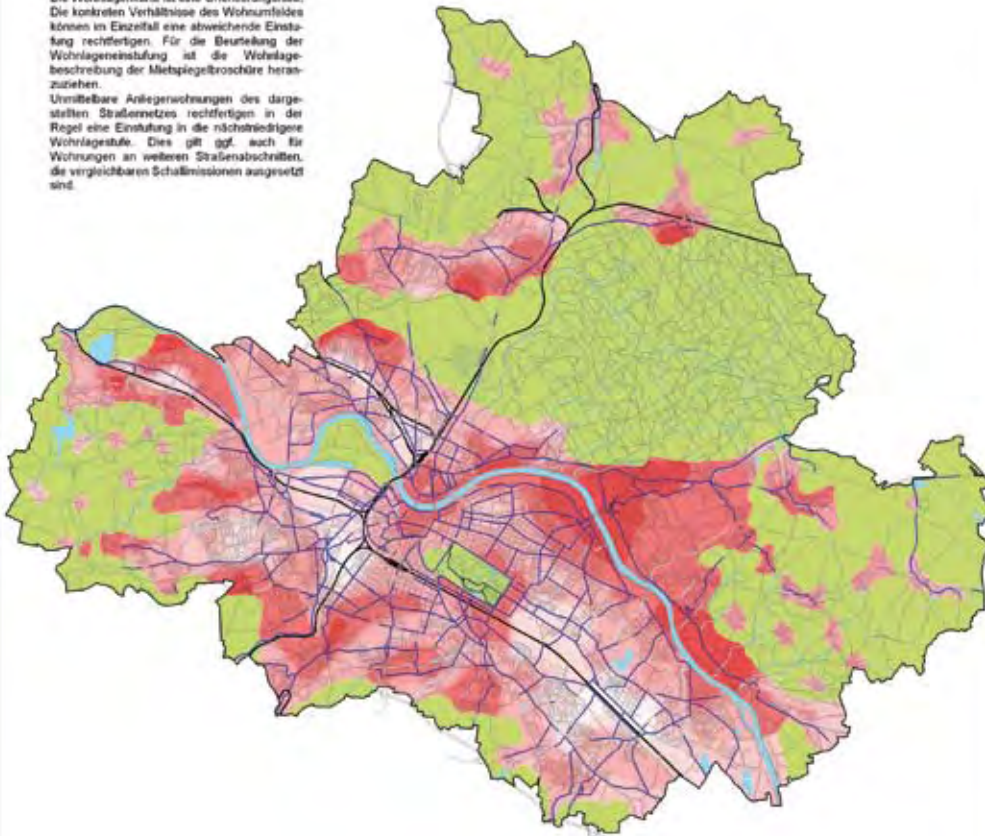 Die konkreten Verhältnisse des Wohnumfeldes
können im Einzelfall eine abweichende Einstu-
fung rechtfertigen. Für die Beurteilung der
Wohnlageneinstufung ist die Wohnlage-
beschreibung der Mietspiegelbroschüre heran-
zuziehen.
Unmittelbare Anliegerwohnungen des darge-
stellten Straßennetzes rechtfertigen in der
Regel eine Einstufung in die nächstniedrigere
Wohnlagestufe. Dies gilt ggf. auch für
Wohnungen an weiteren Straßenabschnitten,
die vergleichbaren Schallimissionen ausgesetzt
sind.